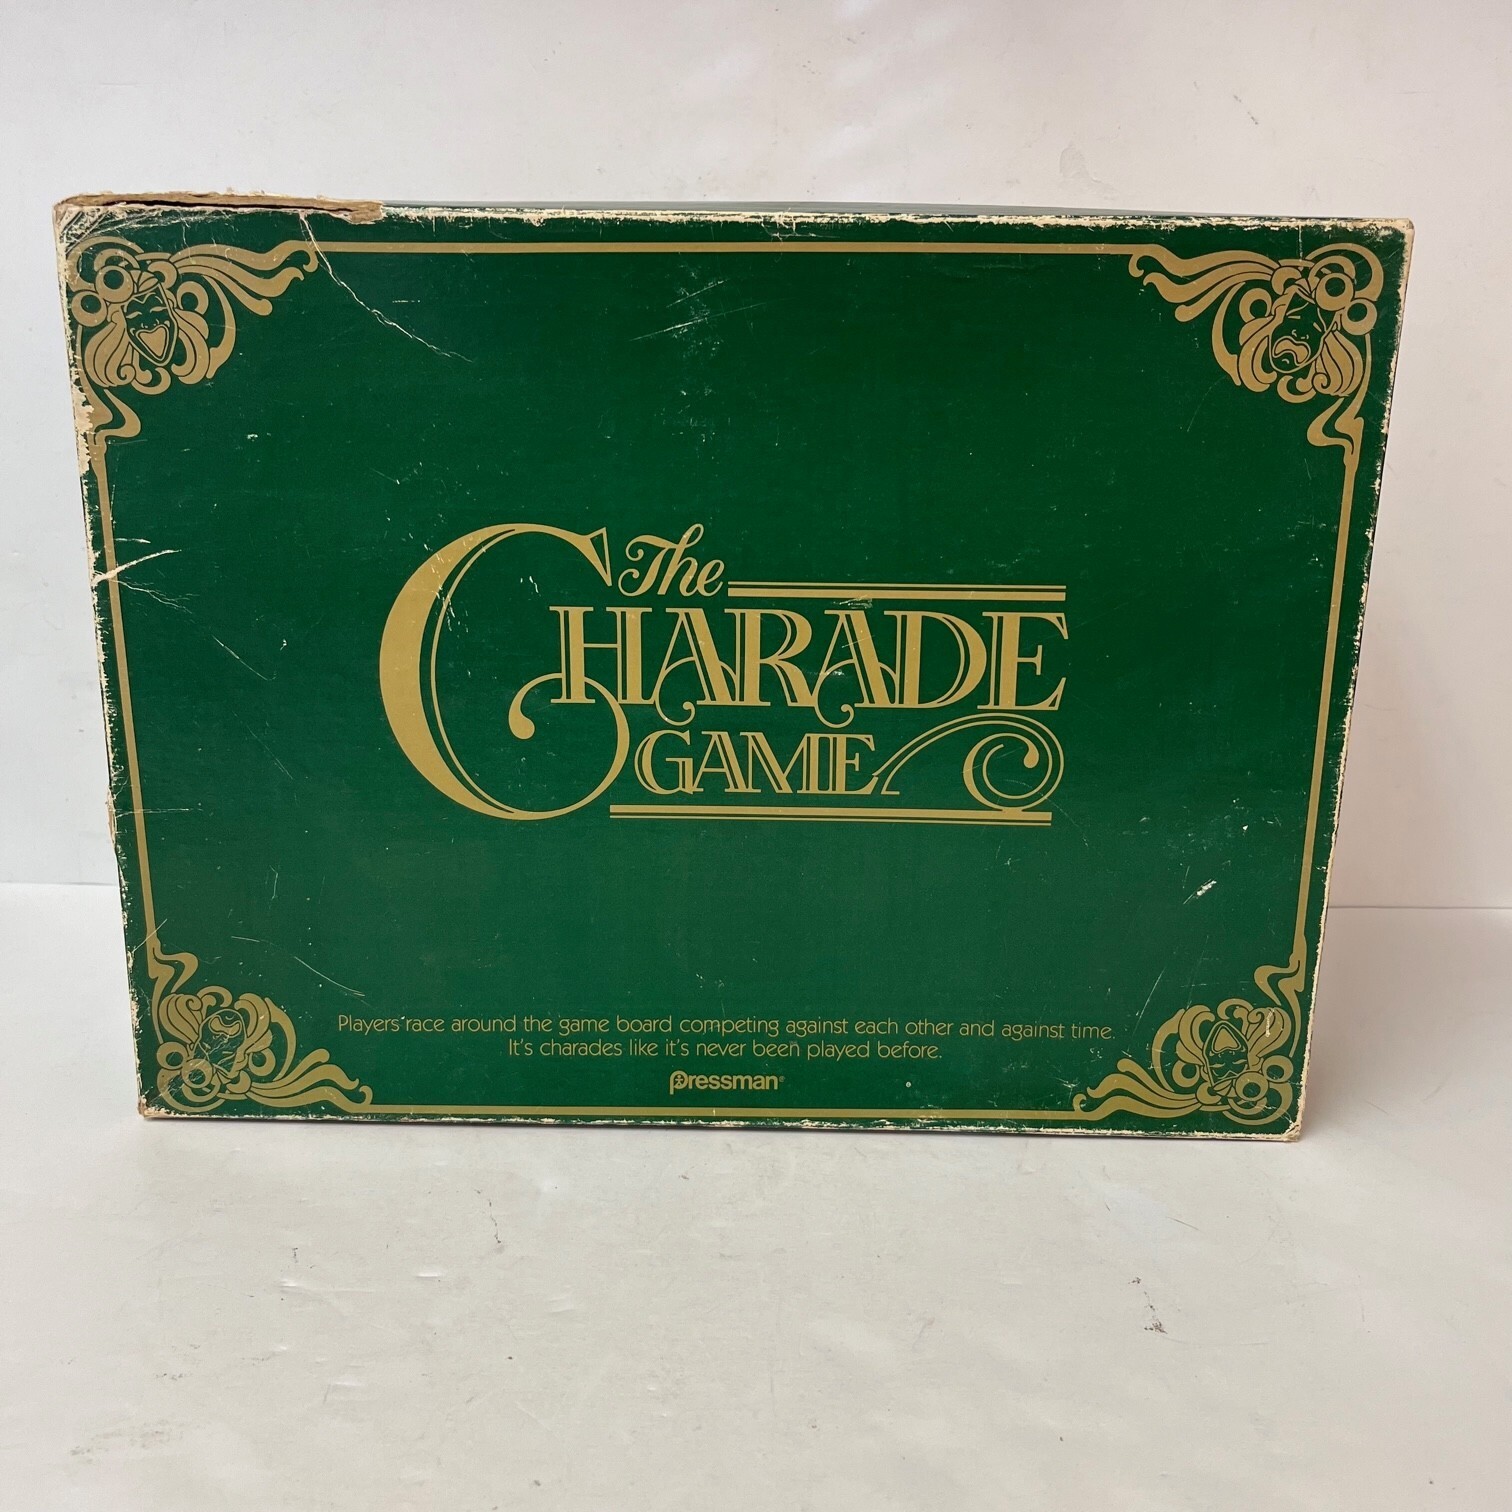 The
CHARADE
GAME
Players race around the game board competing against each other and against time.
It's charades like it's never been played before.
Pressman®